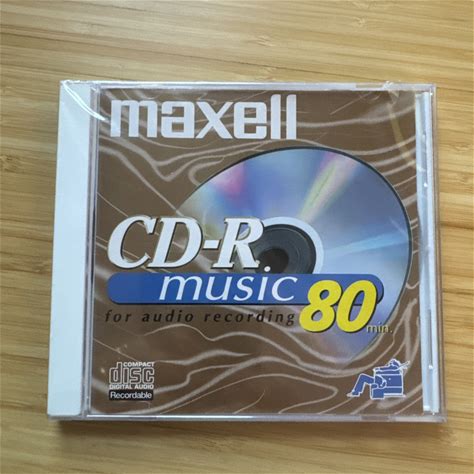 maxell
CD-R
music
for audio recording
80
min.
COMPACT
disc
DIGITAL AUDIO
Recordable